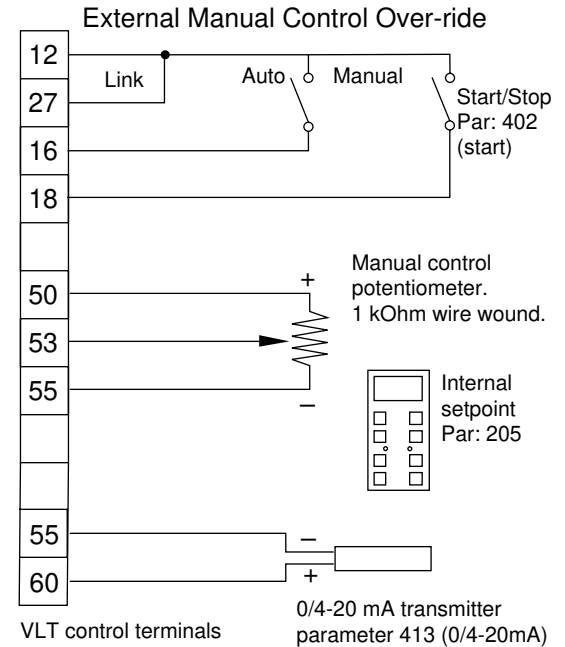 External Manual Control Over-ride
12
Link
Auto
Manual
27
Start/Stop
Par: 402
(start)
16
18
50
+
Manual control
potentiometer.
1 kOhm wire wound.
53
55
–
Internal
setpoint
Par: 205
55
–
60
+
0/4-20 mA transmitter
parameter 413 (0/4-20mA)
VLT control terminals